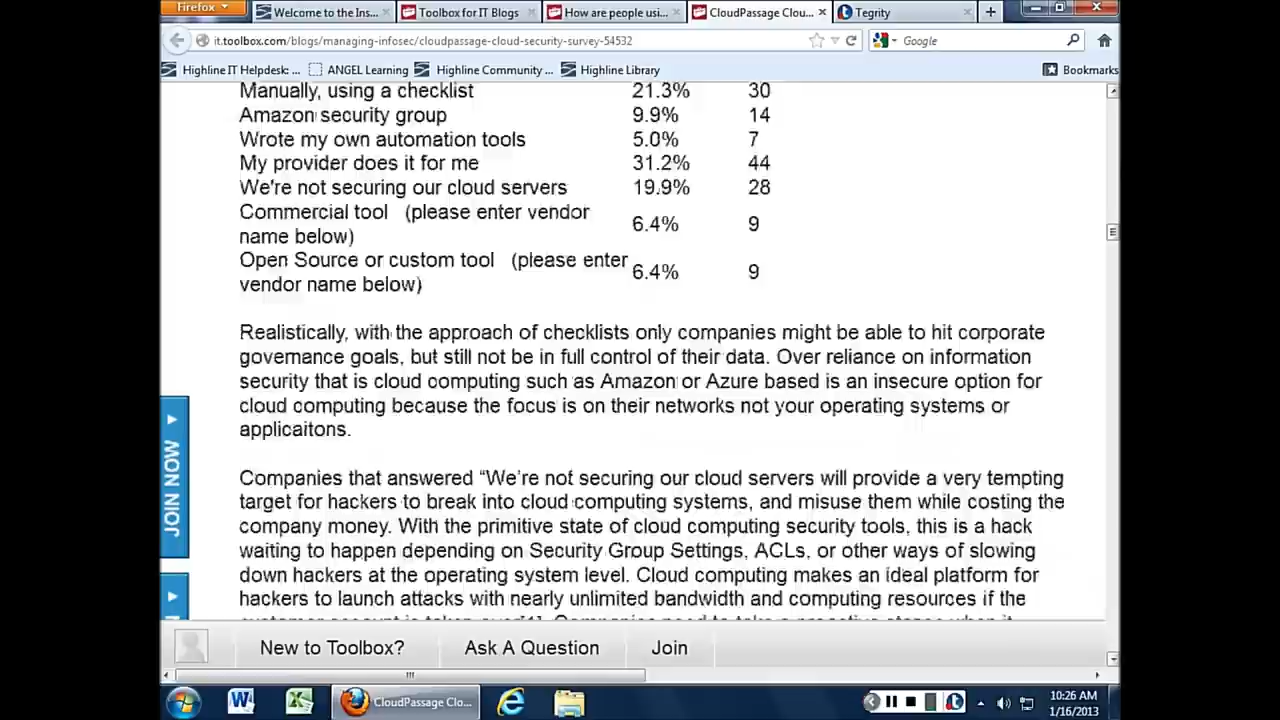 Firefox
Welcome to the Ins...
Toolbox for IT Blogs
How are people usi...
CloudPassage Clou...
Tegrity
it.toolbox.com/blogs/managing-infosec/cloudpassage-cloud-security-survey-54532
Google
Highline IT Helpdesk: ...
ANGEL Learning
Highline Community ...
Highline Library
Bookmarks
Manually, using a checklist 21.3% 30
Amazon security group 9.9% 14
Wrote my own automation tools 5.0% 7
My provider does it for me 31.2% 44
We're not securing our cloud servers 19.9% 28
Commercial tool (please enter vendor
name below) 6.4% 9
Open Source or custom tool (please enter
vendor name below) 6.4% 9
Realistically, with the approach of checklists only companies might be able to hit corporate
governance goals, but still not be in full control of their data. Over reliance on information
security that is cloud computing such as Amazon or Azure based is an insecure option for
cloud computing because the focus is on their networks not your operating systems or
applicaitons.
Companies that answered “We're not securing our cloud servers will provide a very tempting
target for hackers to break into cloud computing systems, and misuse them while costing the
company money. With the primitive state of cloud computing security tools, this is a hack
waiting to happen depending on Security Group Settings, ACLs, or other ways of slowing
down hackers at the operating system level. Cloud computing makes an ideal platform for
hackers to launch attacks with nearly unlimited bandwidth and computing resources if the
JOIN NOW
New to Toolbox?
Ask A Question
Join
CloudPassage Clo...
10:26 AM
1/16/2013